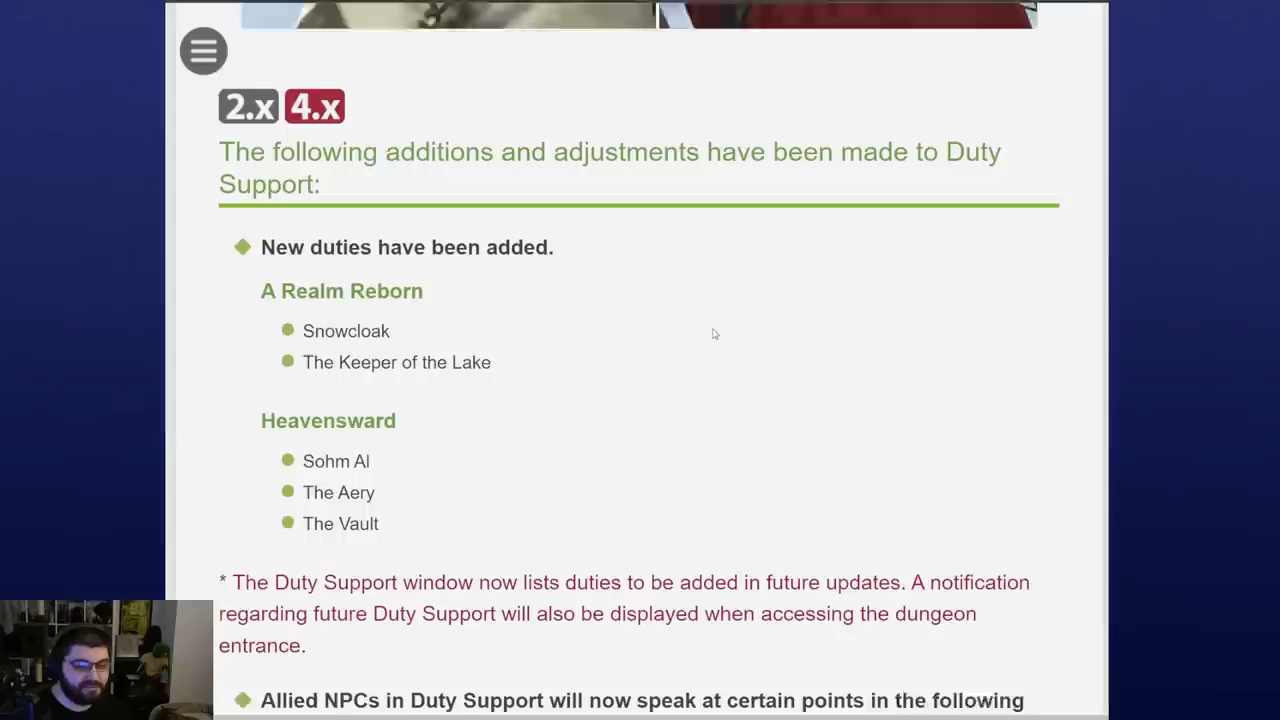 2.x 4.x
The following additions and adjustments have been made to Duty
Support:
New duties have been added.
A Realm Reborn
Snowcloak
The Keeper of the Lake
Heavensward
Sohm Al
The Aery
The Vault
* The Duty Support window now lists duties to be added in future updates. A notification
regarding future Duty Support will also be displayed when accessing the dungeon
entrance.
Allied NPCs in Duty Support will now speak at certain points in the following